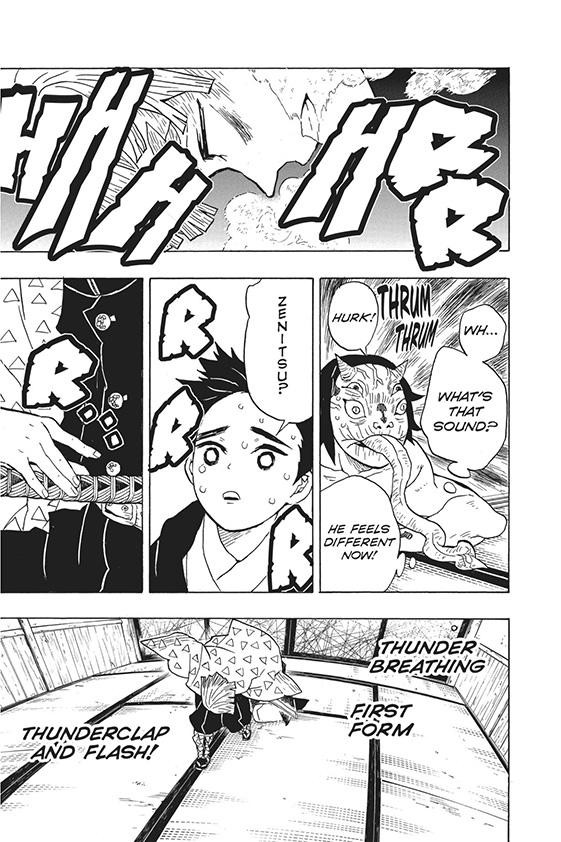 HR
R
HHHH
WH...
WHAT'S
THAT
SOUND?
THRUM
THRUM
HURK!
HE FEELS
DIFFERENT
NOW!
ZENITSU?
R
R
R
R
THUNDER
BREATHING
FIRST
FORM
THUNDERCLAP
AND FLASH!